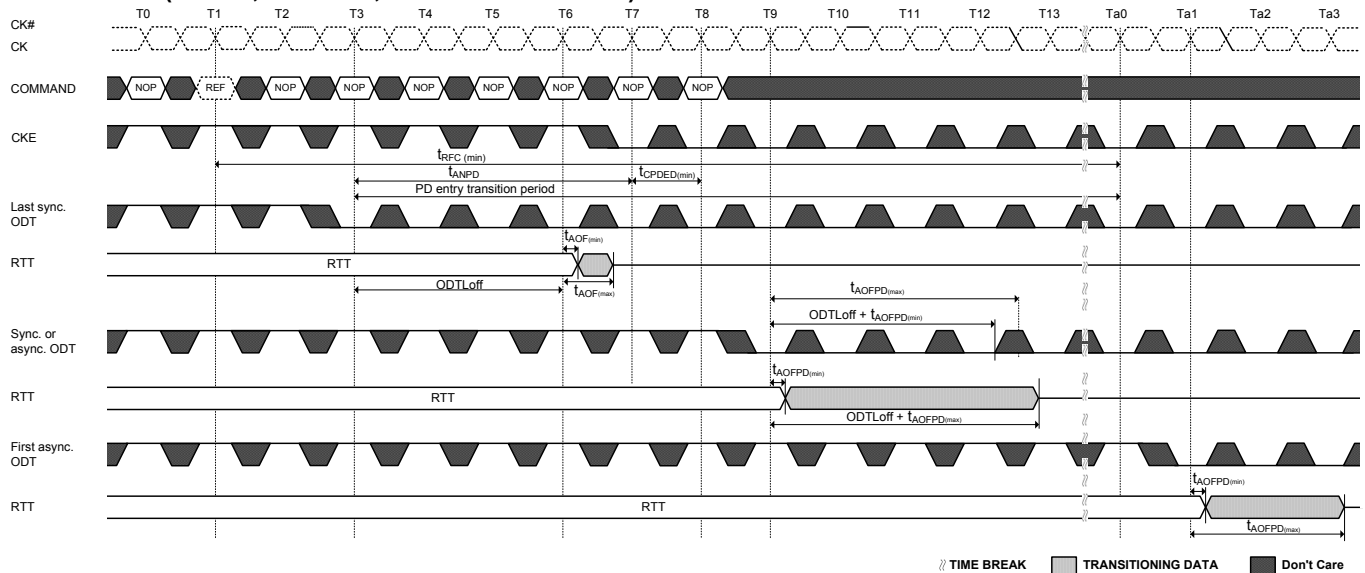 T0 T1 T2 T3 T4 T5 T6 T7 T8 T9 T10 T11 T12 T13 Ta0 Ta1 Ta2 Ta3
CK#
CK
COMMAND NOP REF NOP NOP NOP NOP NOP NOP NOP
CKE
tRFC (min)
tANPD tCPDED(min)
PD entry transition period
Last sync.
ODT
tAOF(min)
RTT RTT
ODTLoff tAOF(max)
tAOFPD(max)
ODTLoff + tAOFPD(min)
Sync. or
async. ODT
tAOFPD(min)
RTT RTT
ODTLoff + tAOFPD(max)
First async.
ODT
tAOFPD(min)
RTT RTT
tAOFPD(max)
TIME BREAK TRANSITIONING DATA Don't Care